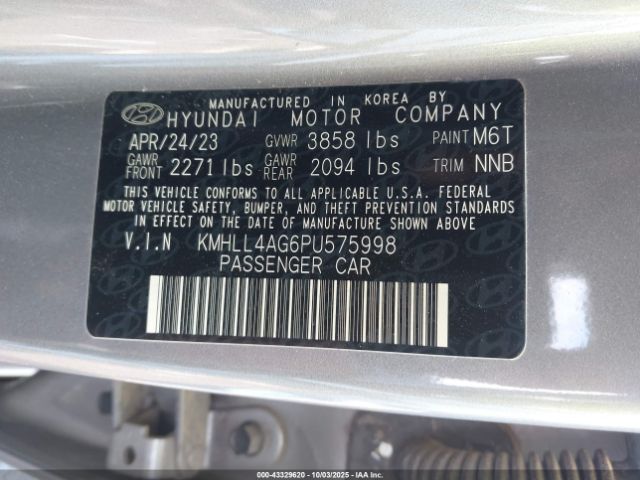 MANUFACTURED IN KOREA BY
HYUNDAI MOTOR COMPANY
APR/24/23 GVWR 3858 lbs PAINT M6T
GAWR FRONT 2271 lbs GAWR REAR 2094 lbs TRIM NNB
THIS VEHICLE CONFORMS TO ALL APPLICABLE U.S.A. FEDERAL
MOTOR VEHICLE SAFETY, BUMPER, AND THEFT PREVENTION STANDARDS
IN EFFECT ON THE DATE OF MANUFACTURE SHOWN ABOVE
V.I.N KMHLL4AG6PU575998
PASSENGER CAR
000-43329620 10/03/2025 IAA Inc.